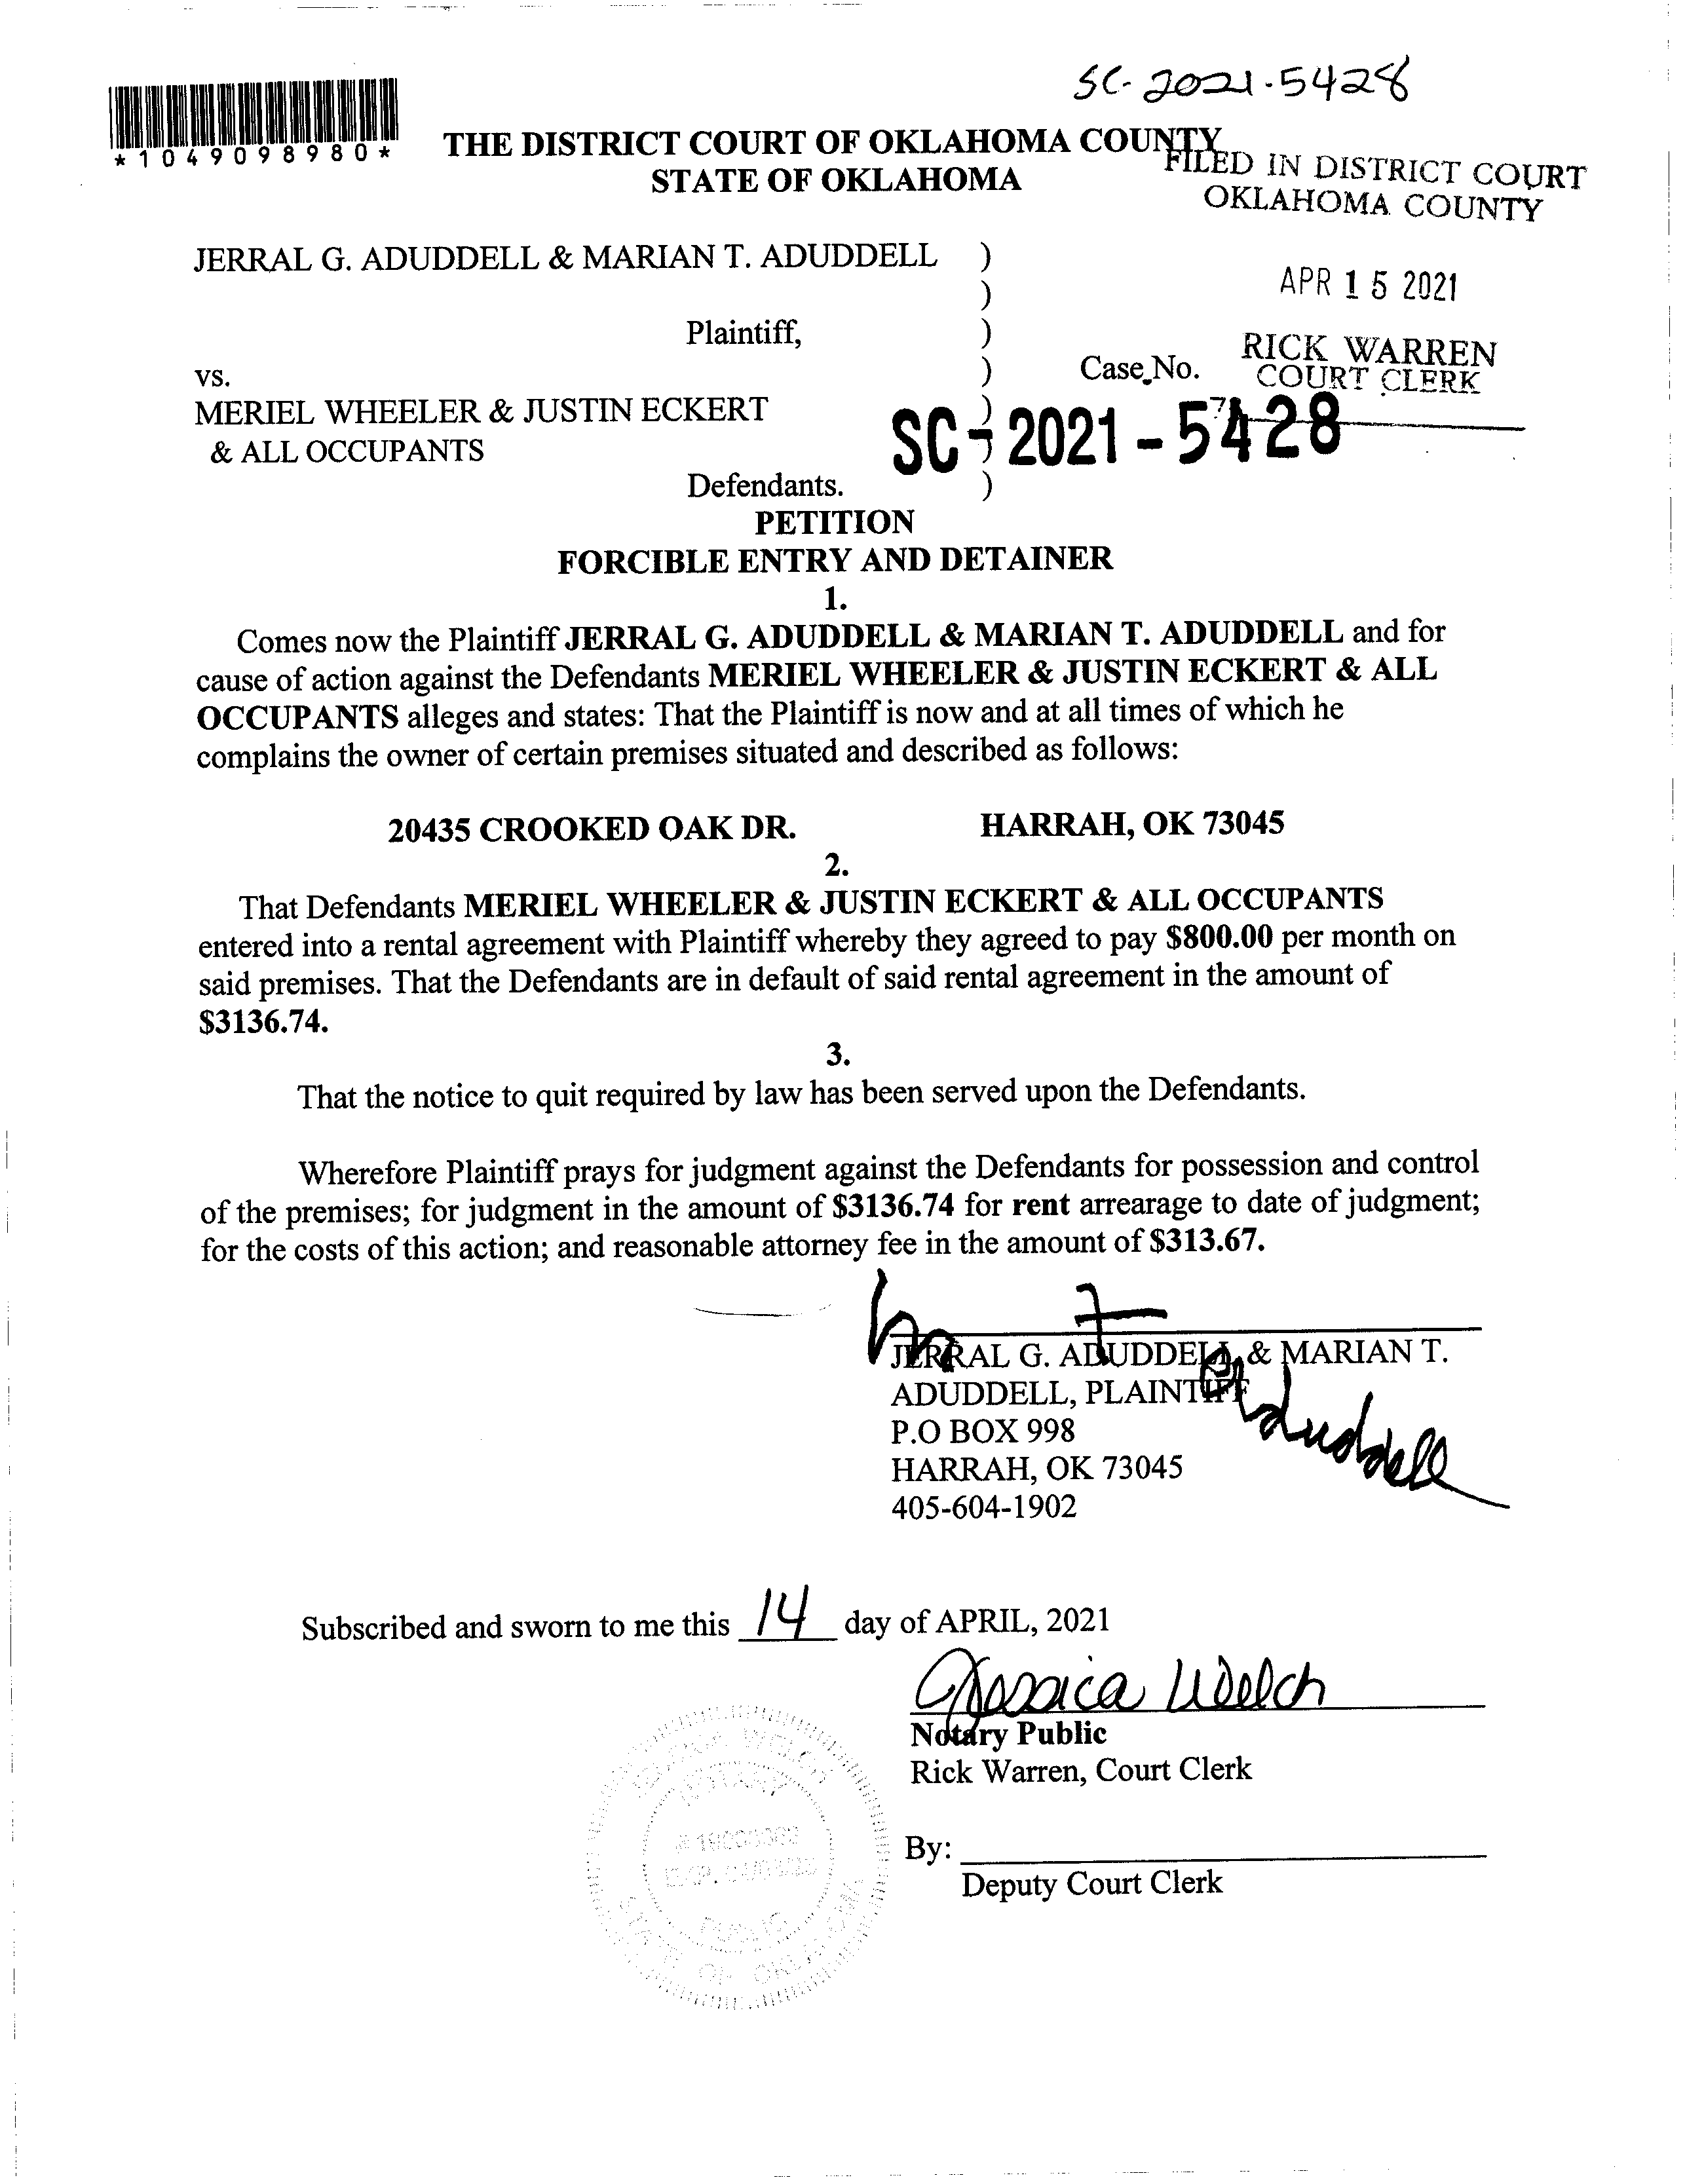 SC-2021-5428
*1049098980*
THE DISTRICT COURT OF OKLAHOMA COUNTY
STATE OF OKLAHOMA
FILED IN DISTRICT COURT
OKLAHOMA COUNTY
JERRAL G. ADUDDELL & MARIAN T. ADUDDELL )
)
APR 15 2021
Plaintiff, )
RICK WARREN
vs. ) Case No.
COURT CLERK
MERIEL WHEELER & JUSTIN ECKERT )
SC-2021-5428
& ALL OCCUPANTS )
Defendants. )
PETITION
FORCIBLE ENTRY AND DETAINER
1.
Comes now the Plaintiff JERRAL G. ADUDDELL & MARIAN T. ADUDDELL and for
cause of action against the Defendants MERIEL WHEELER & JUSTIN ECKERT & ALL
OCCUPANTS alleges and states: That the Plaintiff is now and at all times of which he
complains the owner of certain premises situated and described as follows:
20435 CROOKED OAK DR. HARRAH, OK 73045
2.
That Defendants MERIEL WHEELER & JUSTIN ECKERT & ALL OCCUPANTS
entered into a rental agreement with Plaintiff whereby they agreed to pay $800.00 per month on
said premises. That the Defendants are in default of said rental agreement in the amount of
$3136.74.
3.
That the notice to quit required by law has been served upon the Defendants.
Wherefore Plaintiff prays for judgment against the Defendants for possession and control
of the premises; for judgment in the amount of $3136.74 for rent arrearage to date of judgment;
for the costs of this action; and reasonable attorney fee in the amount of $313.67.
JERRAL G. ADUDDELL & MARIAN T.
ADUDDELL, PLAINTIFF
Aduddell
P.O BOX 998
HARRAH, OK 73045
405-604-1902
Subscribed and sworn to me this 14 day of APRIL, 2021
Jessica Welch
Notary Public
Rick Warren, Court Clerk
By:
Deputy Court Clerk
WELCH
NOTARY
PUBLIC
STATE OF OKLAHOMA